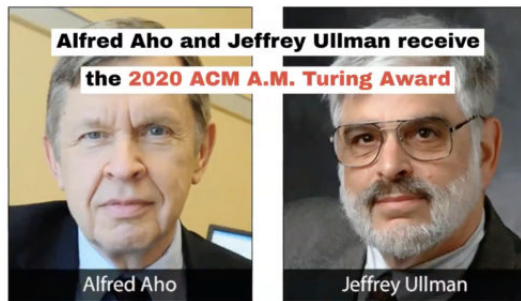 Alfred Aho and Jeffrey Ullman receive
the 2020 ACM A.M. Turing Award
Alfred Aho
Jeffrey Ullman